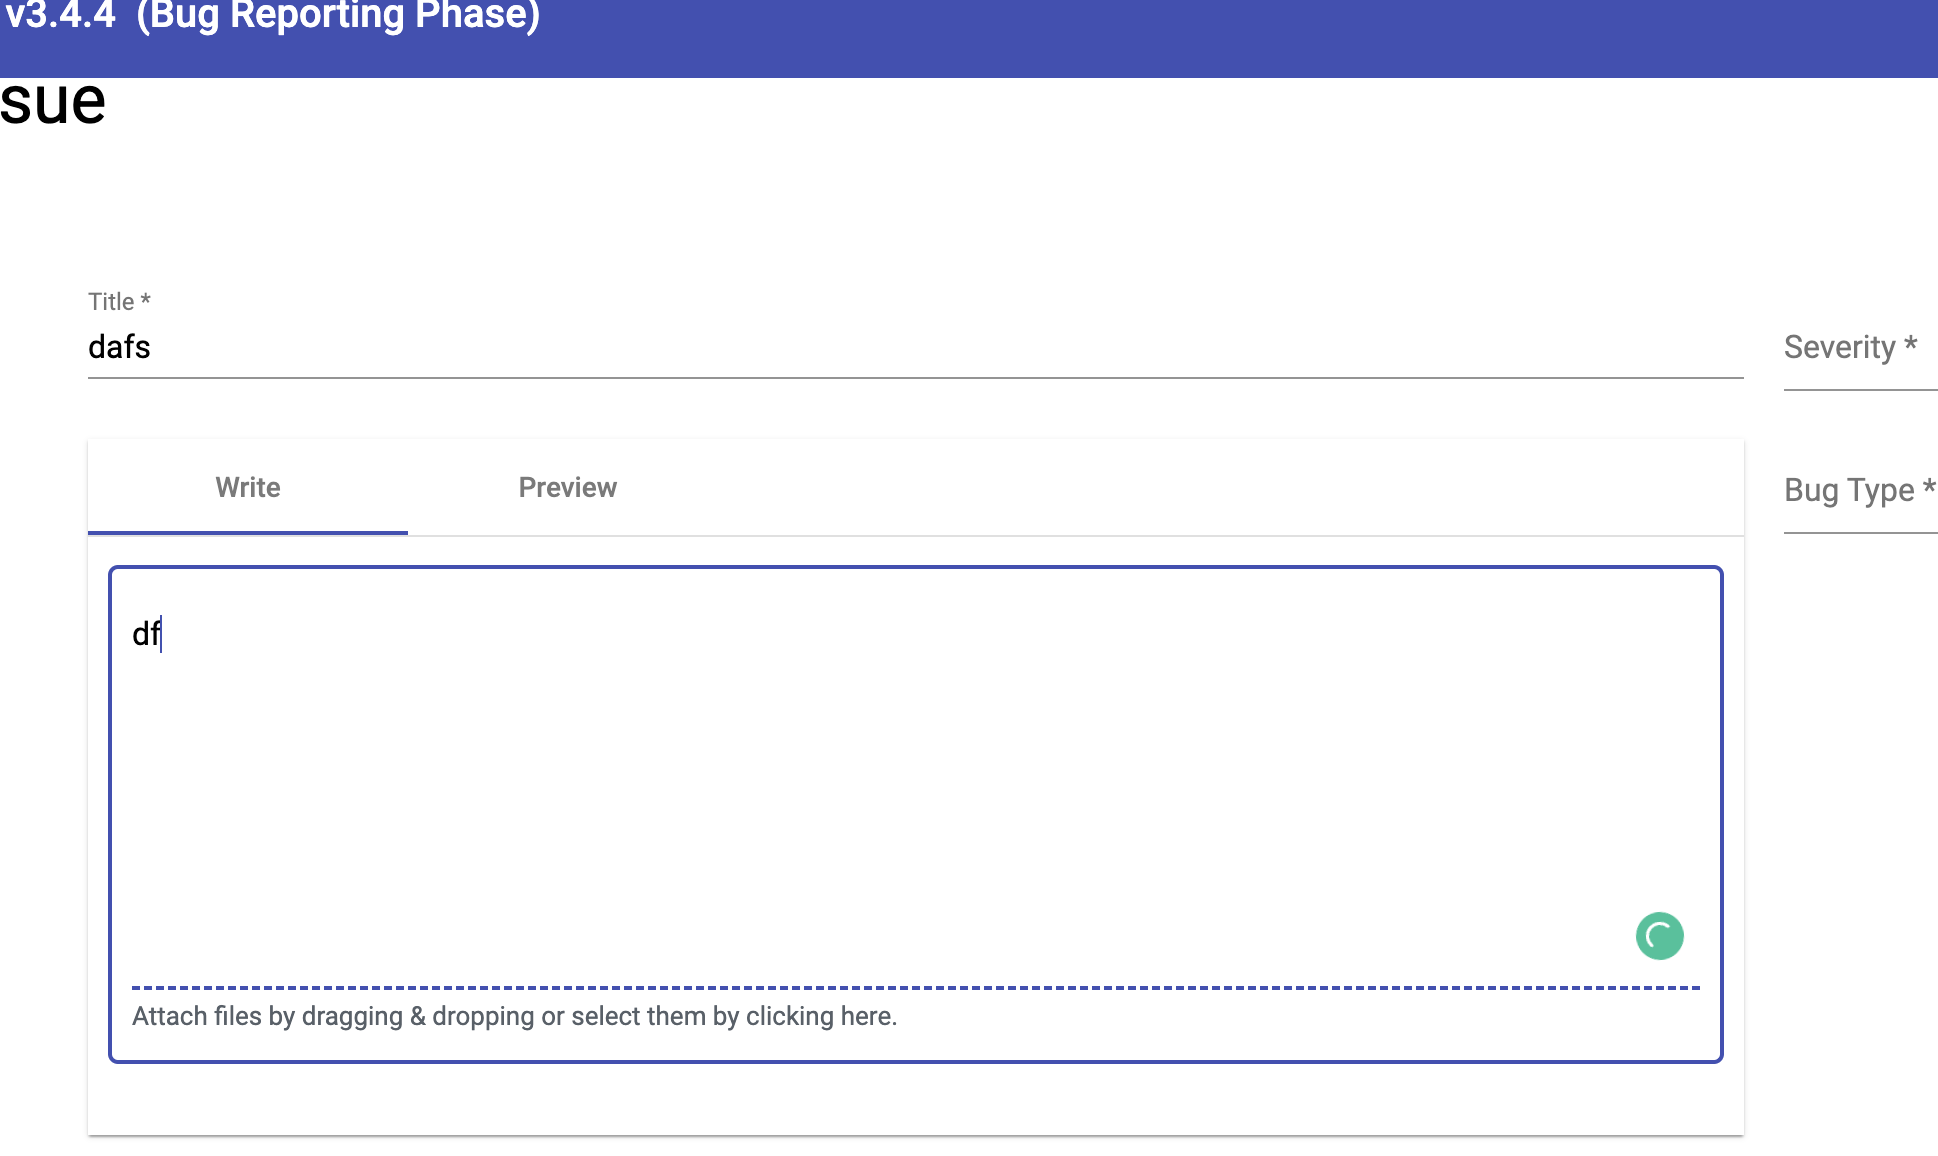 v3.4.4 (Bug Reporting Phase)
sue
Title *
dafs
Severity *
Write
Preview
Bug Type *
df
Attach files by dragging & dropping or select them by clicking here.